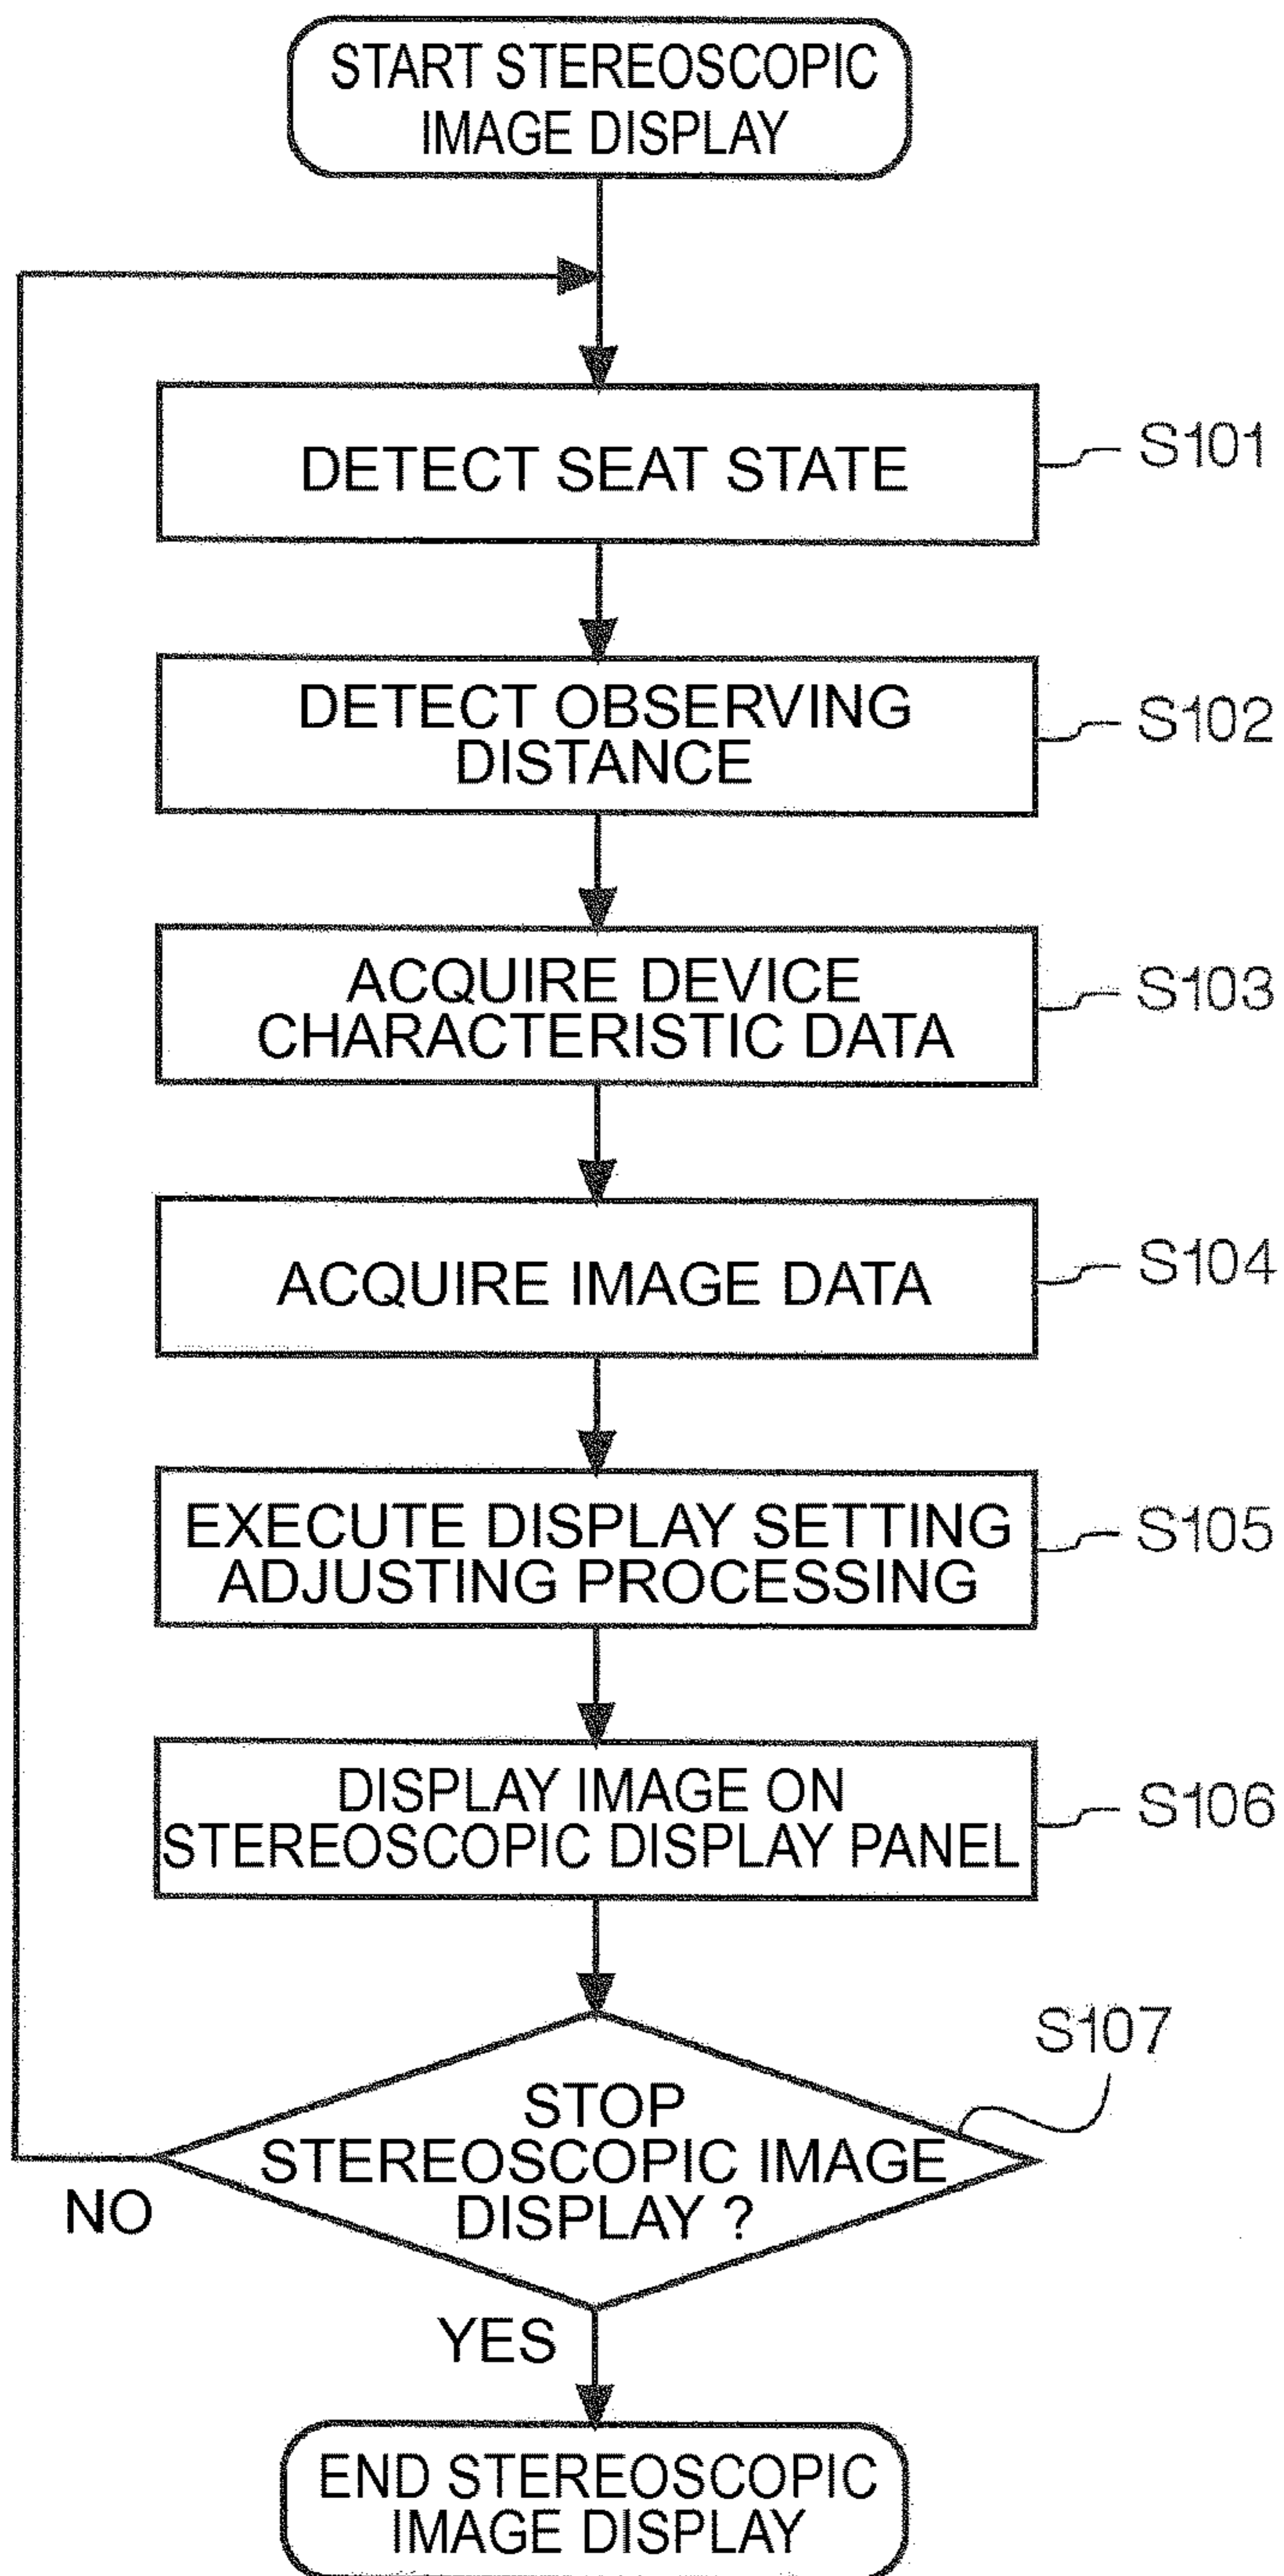 START STEREOSCOPIC
IMAGE DISPLAY
DETECT SEAT STATE
S101
DETECT OBSERVING
DISTANCE
S102
ACQUIRE DEVICE
CHARACTERISTIC DATA
S103
ACQUIRE IMAGE DATA
S104
EXECUTE DISPLAY SETTING
ADJUSTING PROCESSING
S105
DISPLAY IMAGE ON
STEREOSCOPIC DISPLAY PANEL
S106
S107
STOP
STEREOSCOPIC IMAGE
DISPLAY ?
NO
YES
END STEREOSCOPIC
IMAGE DISPLAY